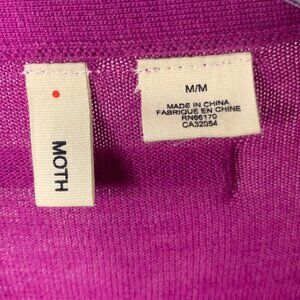 MOTH
M/M
MADE IN CHINA
FABRIQUE EN CHINE
RN66170
CA32054